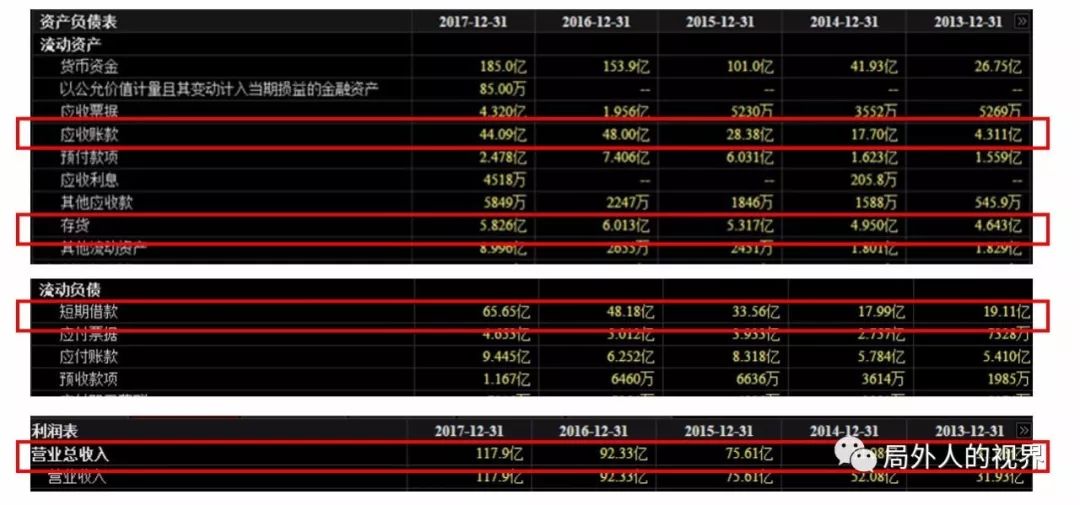 资产负债表 2017-12-31 2016-12-31 2015-12-31 2014-12-31 2013-12-31 »
流动资产
货币资金 185.0亿 153.9亿 101.0亿 41.93亿 26.75亿
以公允价值计量且其变动计入当期损益的金融资产 85.00万 -- -- -- --
应收票据 4.320亿 1.956亿 5230万 3552万 5269万
应收账款 44.09亿 48.00亿 28.38亿 17.70亿 4.311亿
预付款项 2.478亿 7.406亿 6.031亿 1.623亿 1.559亿
应收利息 4518万 -- -- 205.8万 --
其他应收款 5849万 2247万 1846万 1588万 545.9万
存货 5.826亿 6.013亿 5.317亿 4.950亿 4.643亿
其他流动资产 8.996亿 2653万 2451万 1.801亿 1.829亿
流动负债
短期借款 65.65亿 48.18亿 33.56亿 17.99亿 19.11亿
应付票据 4.633亿 3.012亿 3.933亿 2.737亿 7328万
应付账款 9.445亿 6.252亿 8.318亿 5.784亿 5.410亿
预收款项 1.167亿 6460万 6636万 3614万 1985万
利润表 2017-12-31 2016-12-31 2015-12-31 2014-12-31 2013-12-31 »
营业总收入 117.9亿 92.33亿 75.61亿
营业收入 117.9亿 92.33亿 75.61亿 52.08亿 31.93亿
局外人的视界